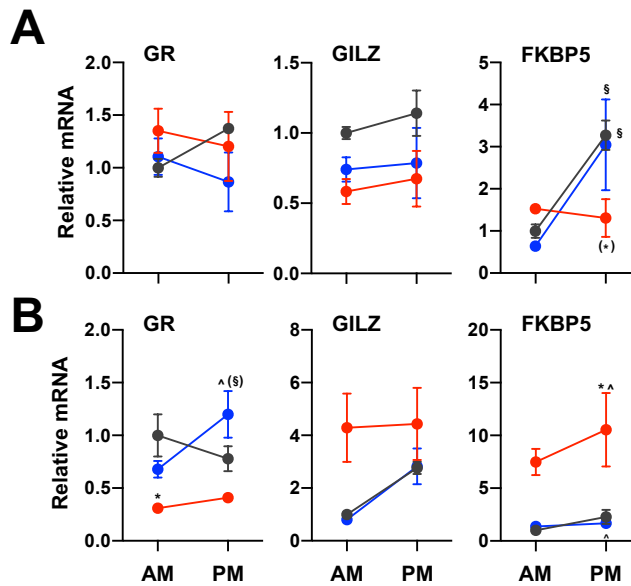 A
GR
GILZ
FKBP5
Relative mRNA
2.0
1.5
1.0
0.5
0.0
1.5
1.0
0.5
0.0
5
4
3
2
1
0
§
§
(*)
B
GR
GILZ
FKBP5
Relative mRNA
2.0
1.5
1.0
0.5
0.0
^ (§)
*
8
6
4
2
0
20
15
10
5
0
* ^
^
AM PM
AM PM
AM PM